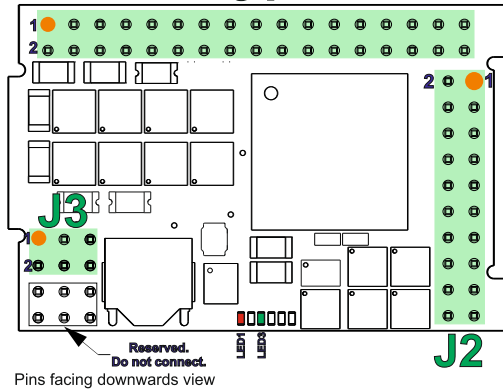 1
2
2 1
J3
1
2
LED1
LED3
Reserved.
Do not connect.
J2
Pins facing downwards view